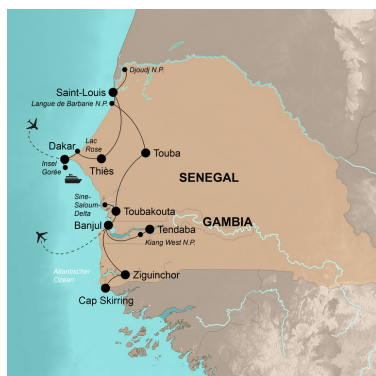 Djoudj N.P.
Saint-Louis
Langue de Barbarie N.P.
Lac
Rose
Dakar
Insel
Gorée
Thiès
Touba
SENEGAL
Sine-
Saloum-
Delta
Toubakouta
Banjul
GAMBIA
Tendaba
Kiang West N.P.
Atlantischer
Ozean
Ziguinchor
Cap Skirring